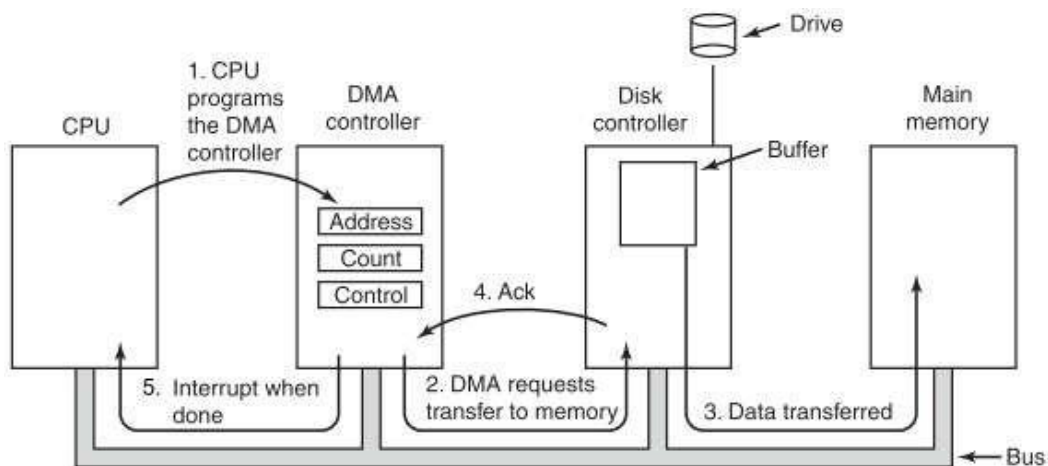 Drive
1. CPU
programs
the DMA
controller
CPU
DMA
controller
Disk
controller
Main
memory
Buffer
Address
Count
Control
4. Ack
5. Interrupt when
done
2. DMA requests
transfer to memory
3. Data transferred
Bus